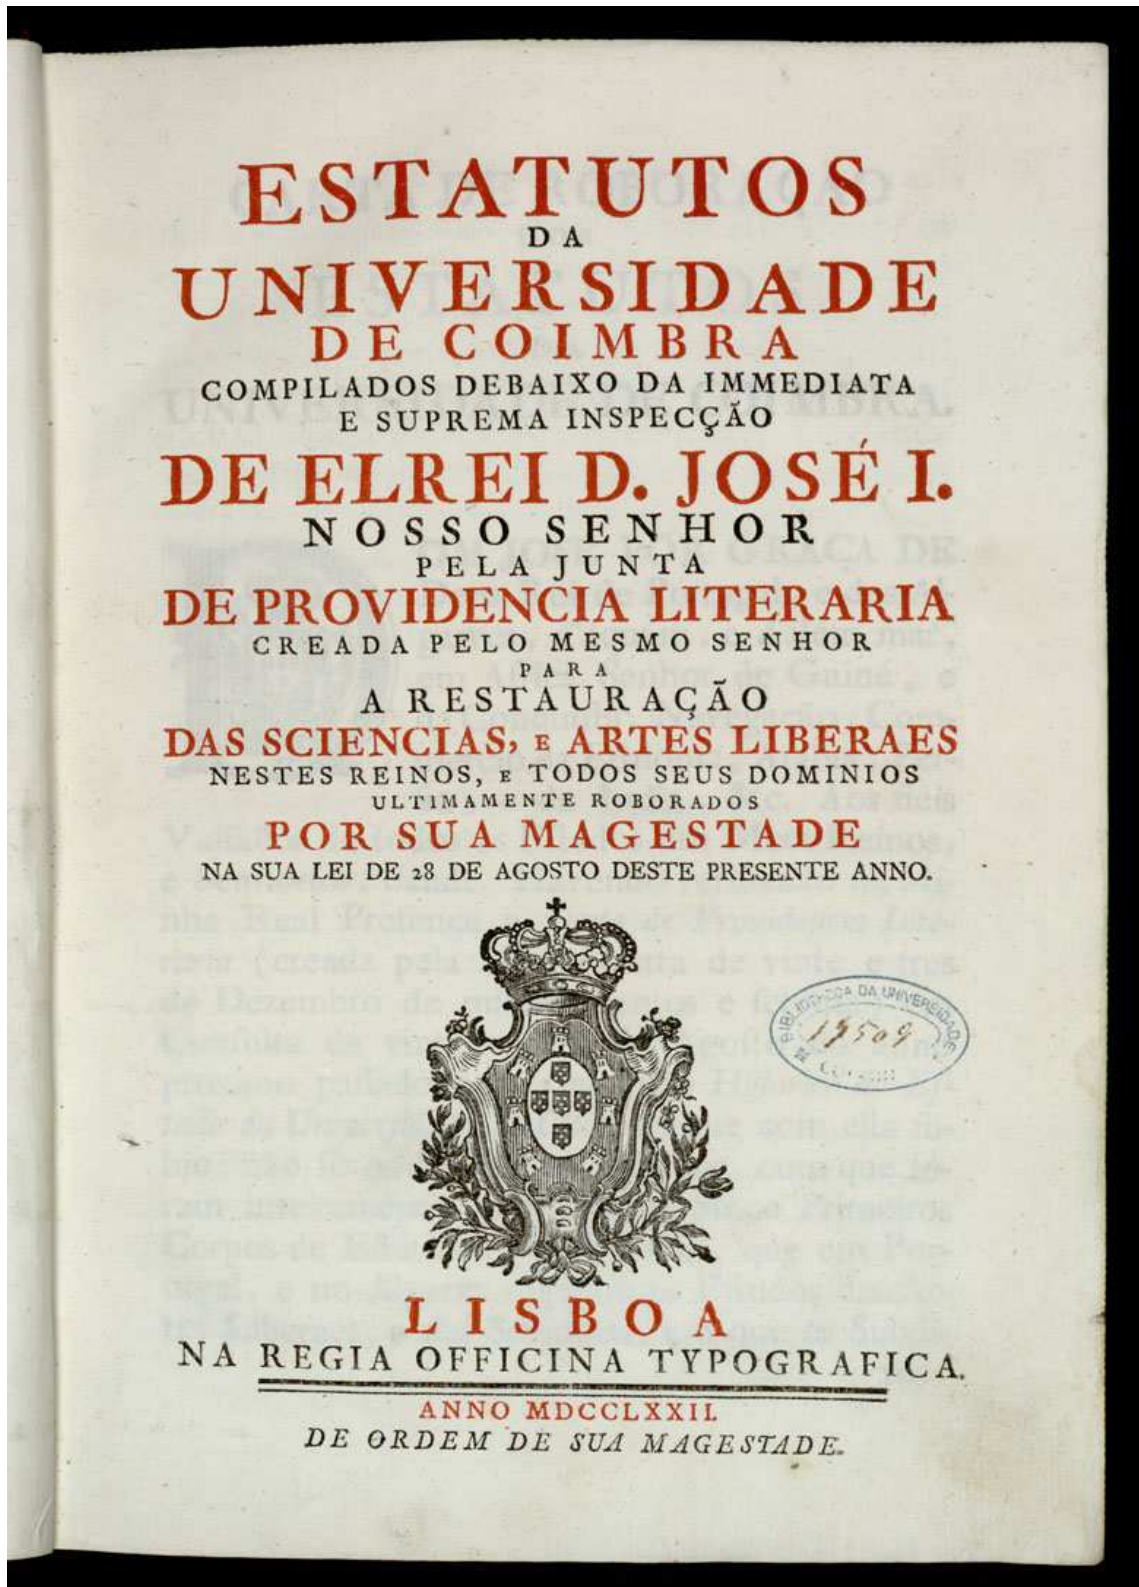 ESTATUTOS
DA
UNIVERSIDADE
DE COIMBRA
COMPILADOS DEBAIXO DA IMMEDIATA
E SUPREMA INSPECÇÃO
DE ELREI D. JOSÉ I.
NOSSO SENHOR
PELA JUNTA
DE PROVIDENCIA LITERARIA
CREADA PELO MESMO SENHOR
PARA
A RESTAURAÇÃO
DAS SCIENCIAS, E ARTES LIBERAES
NESTES REINOS, E TODOS SEUS DOMINIOS
ULTIMAMENTE ROBORADOS
POR SUA MAGESTADE
NA SUA LEI DE 28 DE AGOSTO DESTE PRESENTE ANNO.
BIBLIOTHECA DA UNIVERSIDADE
LISBOA
NA REGIA OFFICINA TYPOGRAFICA.
ANNO MDCCLXXII.
DE ORDEM DE SUA MAGESTADE.